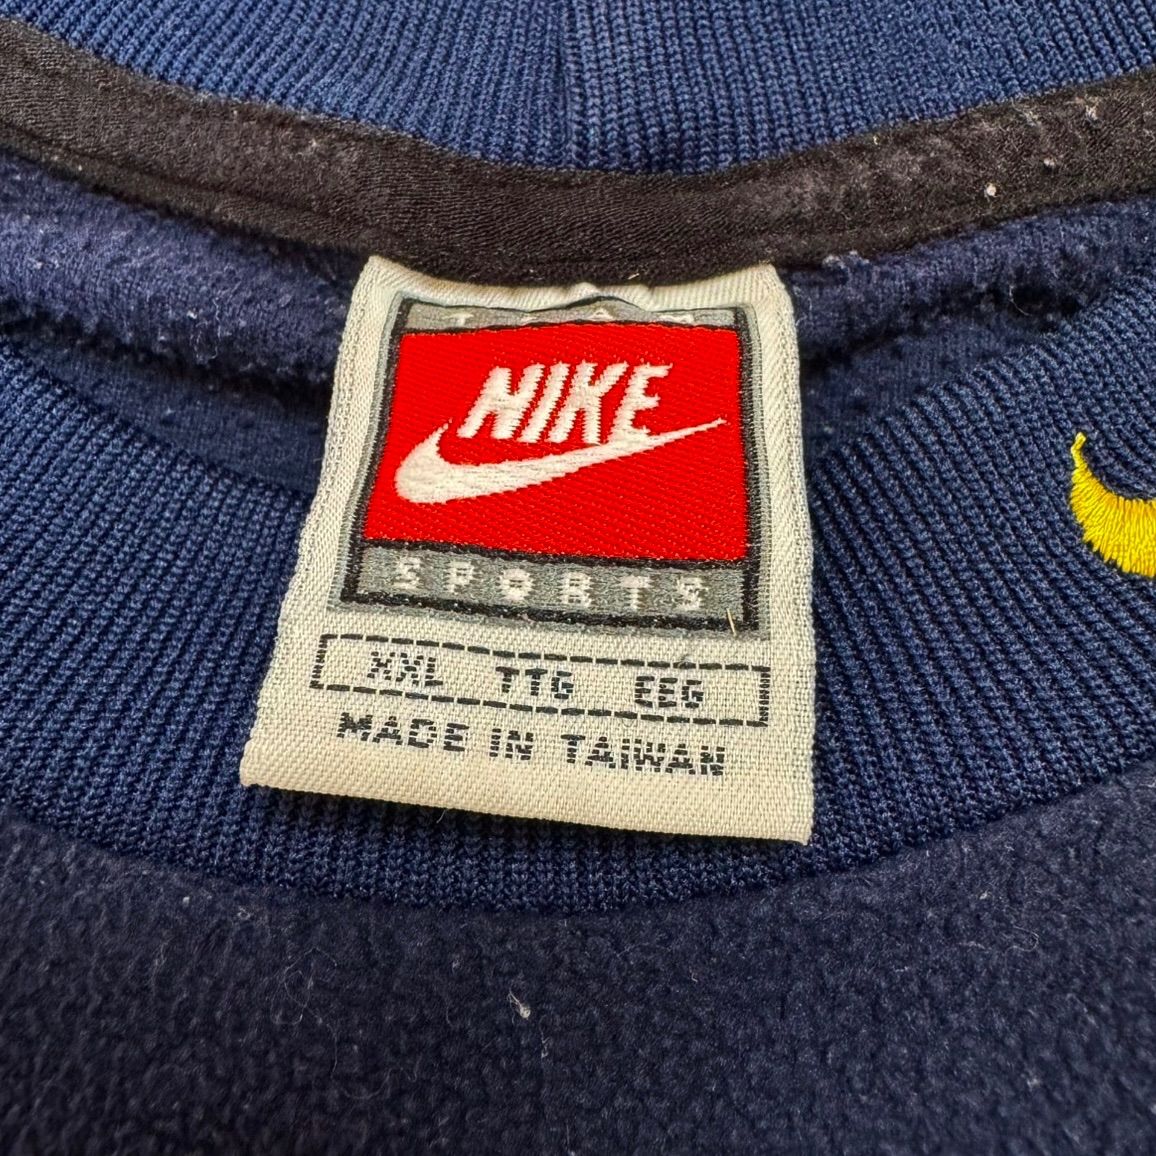 TEAM
NIKE
SPORTS
XXL TTG EEG
MADE IN TAIWAN